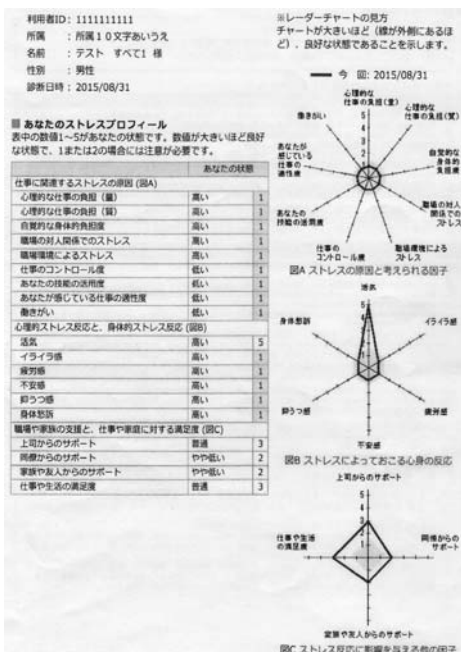 利用者ID: 1111111111
所属 : 所属10文字あいうえ
名前 : テスト すべて1 様
性別 : 男性
診断日時 : 2015/08/31
■ あなたのストレスプロフィール
表中の数値1~5があなたの状態です。数値が大きいほど良好
な状態で、1または2の場合には注意が必要です。
あなたの状態
仕事に関連するストレスの原因 (図A)
心理的な仕事の負担(量) 高い 1
心理的な仕事の負担(質) 高い 1
自覚的な身体的負担度 高い 1
職場の対人関係でのストレス 高い 1
職場環境によるストレス 高い 1
仕事のコントロール度 低い 1
あなたの技能の活用度 低い 1
あなたが感じている仕事の適性度 低い 1
働きがい 低い 1
心理的ストレス反応と、身体的ストレス反応 (図B)
活気 高い 5
イライラ感 高い 1
疲労感 高い 1
不安感 高い 1
抑うつ感 高い 1
身体愁訴 高い 1
職場や家族の支援と、仕事や家庭に対する満足度 (図C)
上司からのサポート 普通 3
同僚からのサポート やや低い 2
家族や友人からのサポート やや低い 2
仕事や生活の満足度 普通 3
※レーダーチャートの見方
チャートが大きいほど(線が外側にあるほ
ど)、良好な状態であることを示します。
今 回: 2015/08/31
心理的な
仕事の負担(量)
心理的な
仕事の負担(質)
自覚的な
身体的
負担度
職場の対人
関係での
ストレス
職場環境による
ストレス
仕事の
コントロール度
あなたの
技能の活用度
あなたが
感じている
仕事の
適性度
働きがい
5
図A ストレスの原因と考えられる因子
活気
イライラ感
疲労感
不安感
抑うつ感
身体愁訴
5
図B ストレスによっておこる心身の反応
上司からのサポート
同僚からの
サポート
家族や友人からのサポート
仕事や生活
の満足度
5
4
3
2
1
図C ストレス反応に影響を与える他の因子